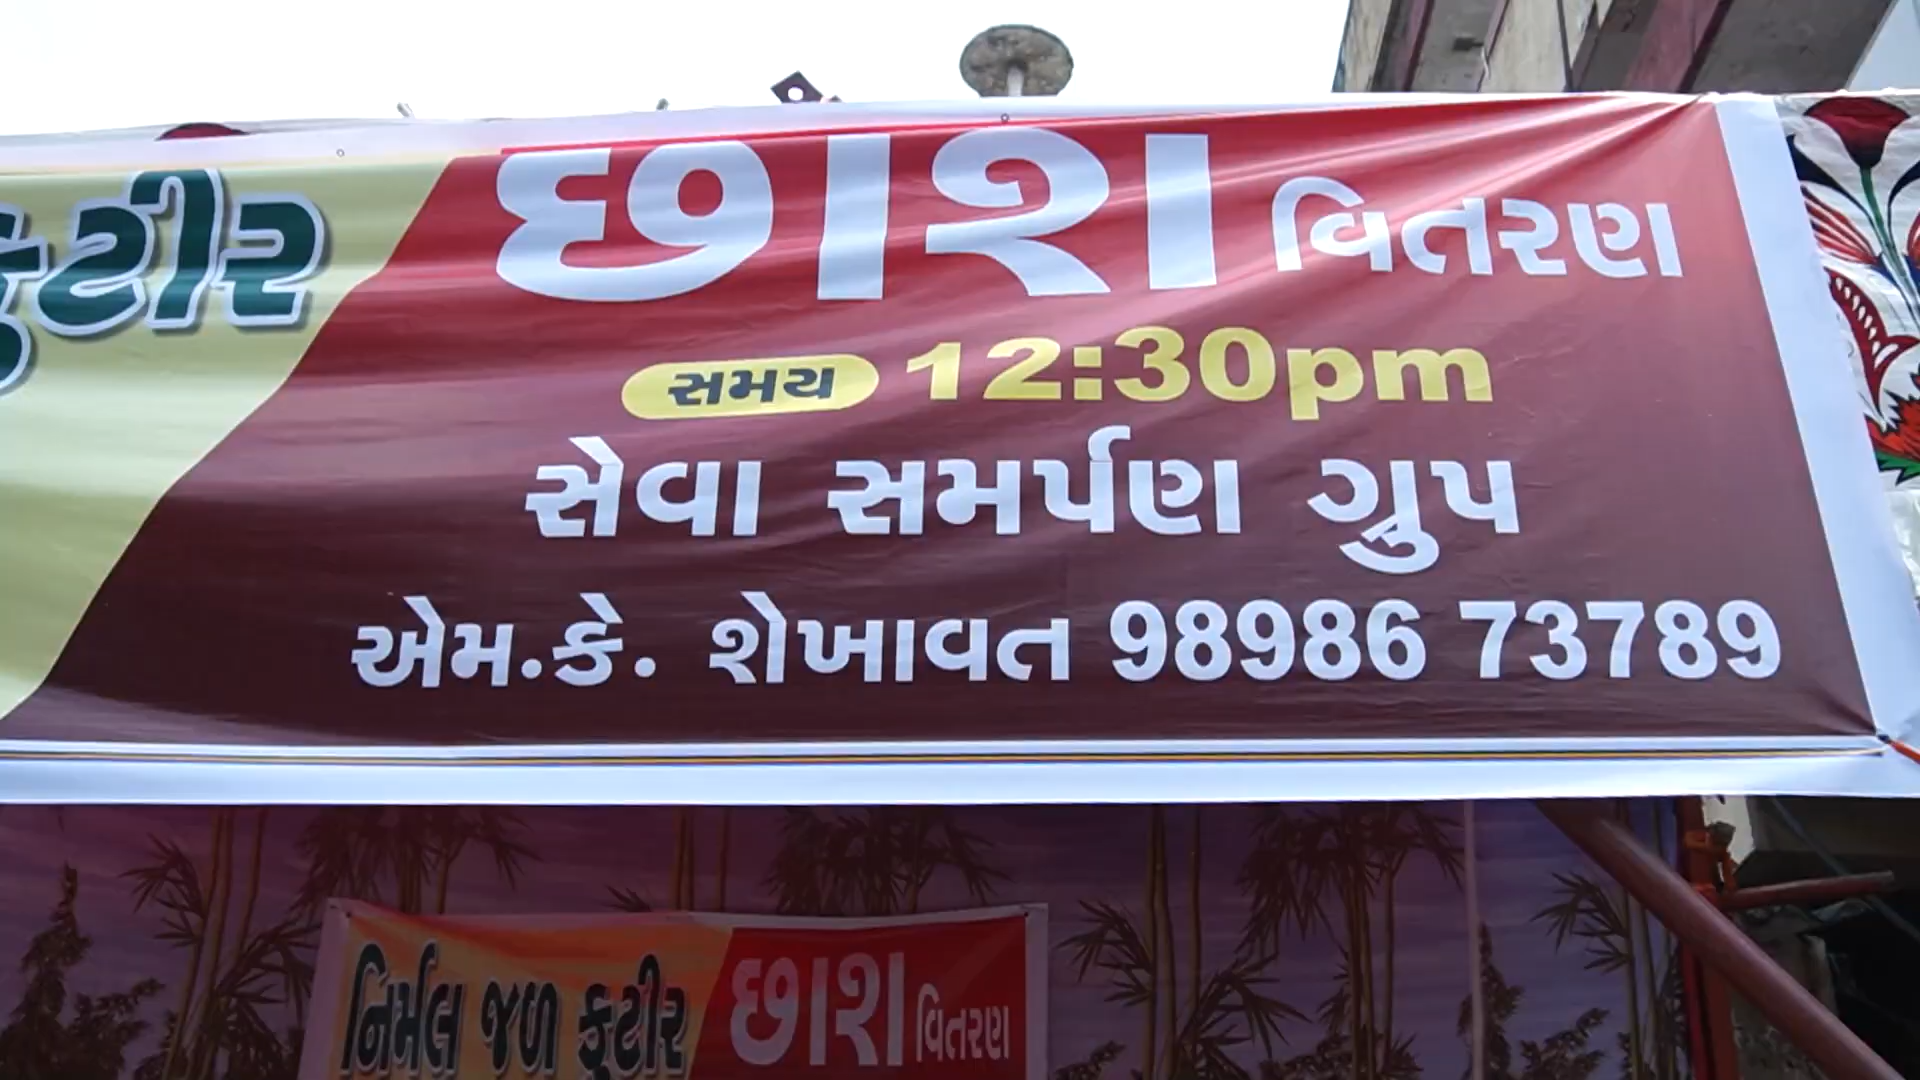 કુટીર
છાશ વિતરણ
સમય 12:30pm
સેવા સમર્પણ ગ્રુપ
એમ.કે. શેખાવત 98986 73789
નિર્મલ જળ કુટીર
છાશ વિતરણ